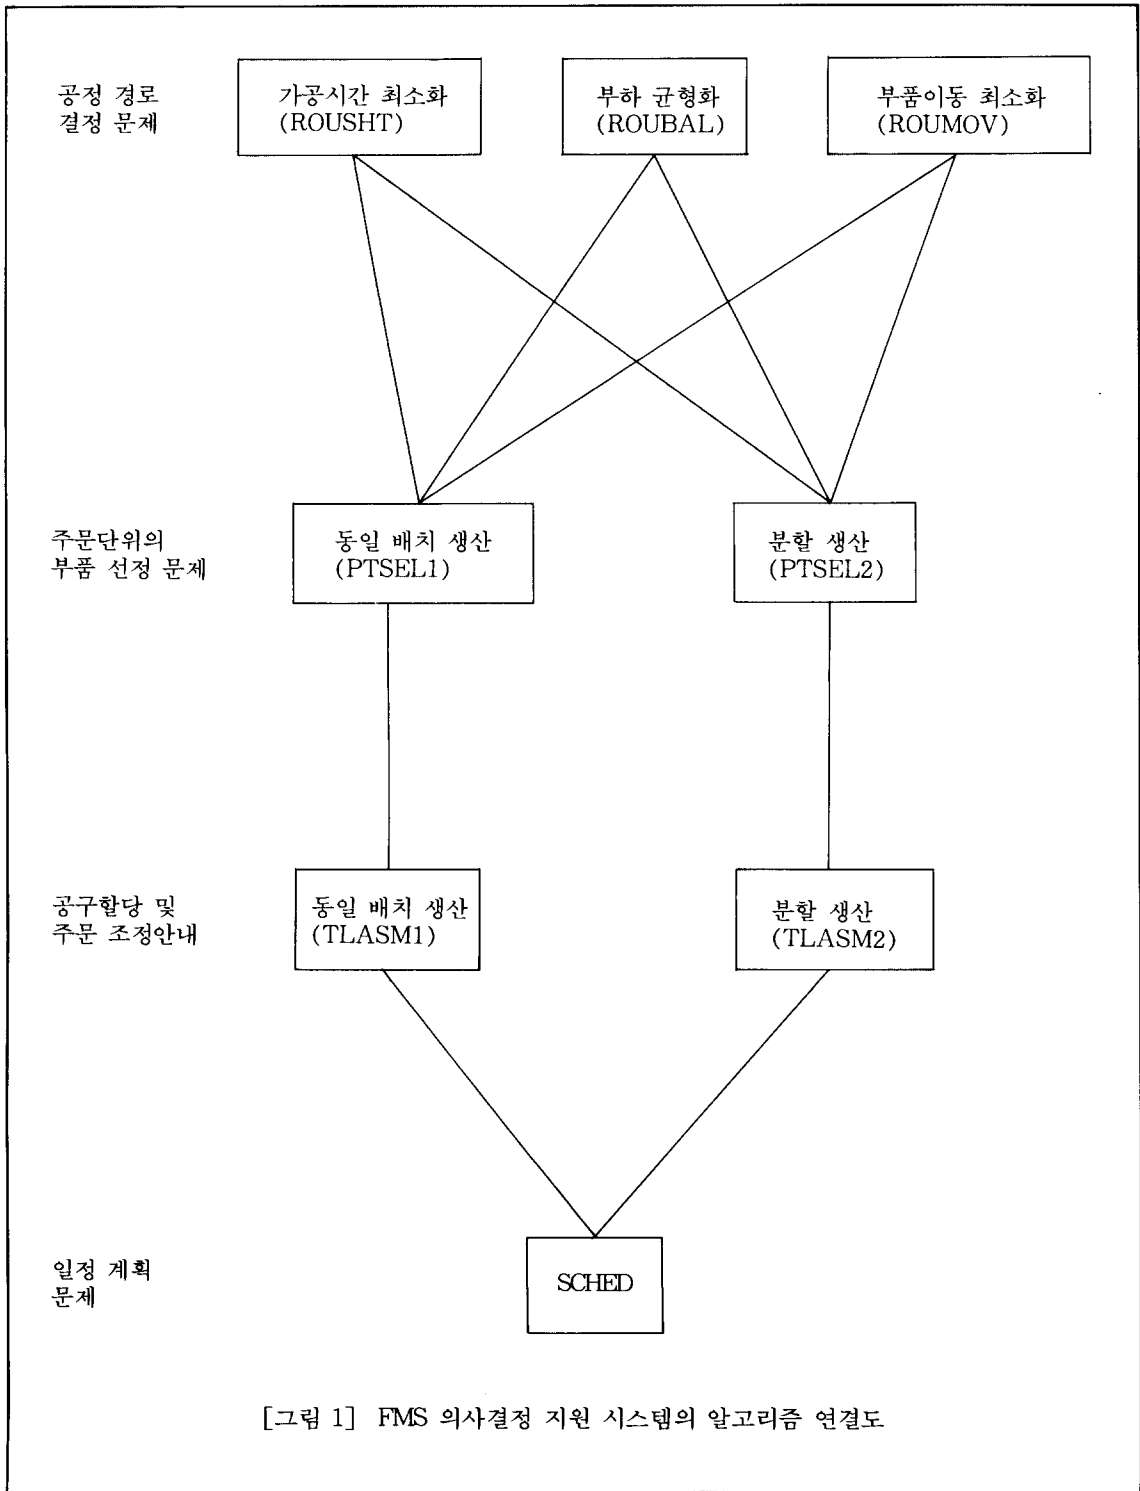 공정 경로
결정 문제
가공시간 최소화
(ROUSHT)
부하 균형화
(ROUBAL)
부품이동 최소화
(ROUMOV)
주문단위의
부품 선정 문제
동일 배치 생산
(PTSEL1)
분할 생산
(PTSEL2)
공구할당 및
주문 조정안내
동일 배치 생산
(TLASM1)
분할 생산
(TLASM2)
일정 계획
문제
SCHED
[그림 1] FMS 의사결정 지원 시스템의 알고리즘 연결도